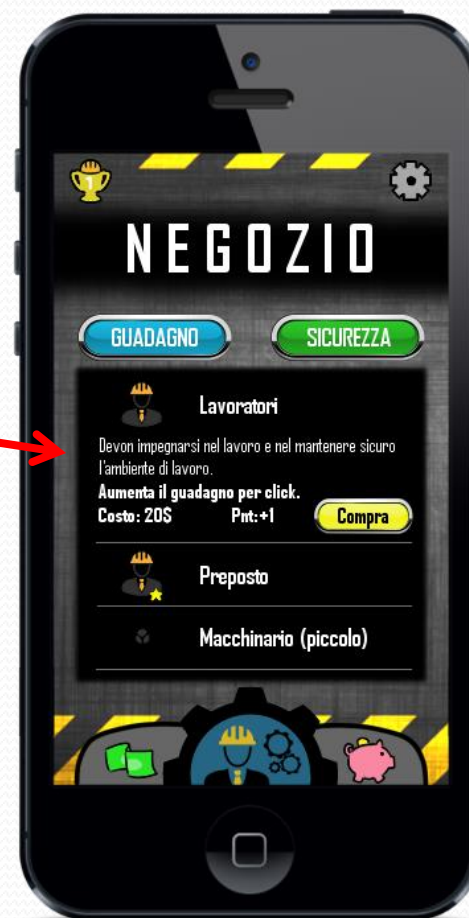 1
NEGOZIO
GUADAGNO SICUREZZA
Lavoratori
Devon impegnarsi nel lavoro e nel mantenere sicuro
l'ambiente di lavoro.
Aumenta il guadagno per click.
Costo: 20$ Pnt:+1 Compra
Preposto
Macchinario (piccolo)